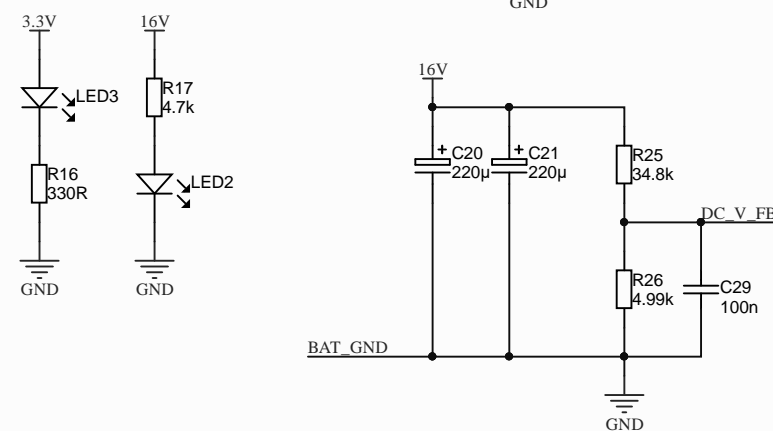 GND
3.3V
16V
LED3
R17
4.7k
R16
330R
LED2
GND
GND
16V
C20
220µ
C21
220µ
R25
34.8k
DC_V_FB
R26
4.99k
C29
100n
BAT_GND
GND